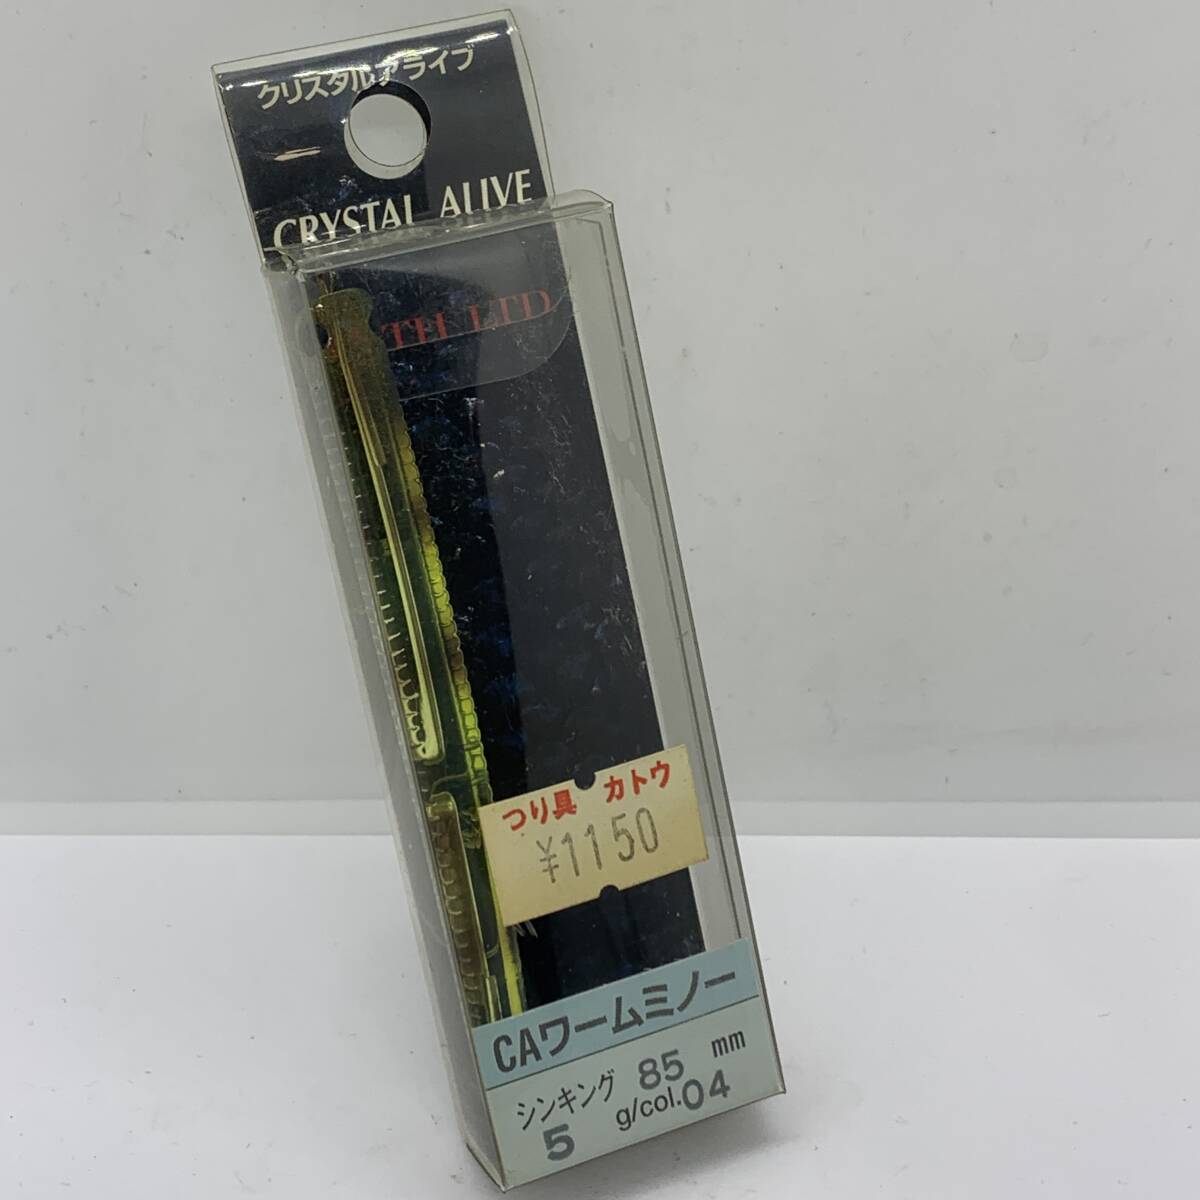 クリスタルアライブ
CRYSTAL ALIVE
LTD
つり具 カトウ
¥1150
CAワームミノー
シンキング 85 mm
5 g/col.04